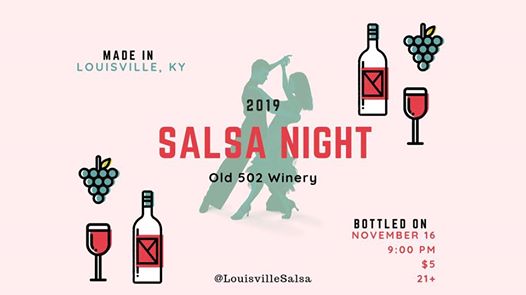 MADE IN
LOUISVILLE, KY
2019
SALSA NIGHT
Old 502 Winery
BOTTLED ON
NOVEMBER 16
9:00 PM
$5
21+
@LouisvilleSalsa